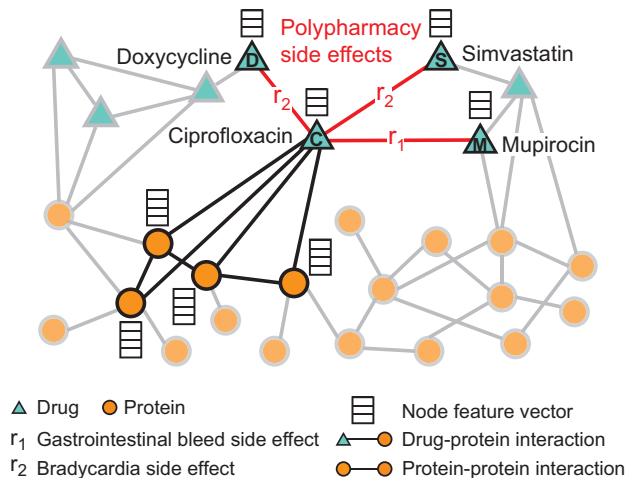 Polypharmacy
side effects
Doxycycline
D
S
Simvastatin
r2
r2
Ciprofloxacin
C
r1
M
Mupirocin
Drug
Protein
Node feature vector
r1 Gastrointestinal bleed side effect
Drug-protein interaction
r2 Bradycardia side effect
Protein-protein interaction